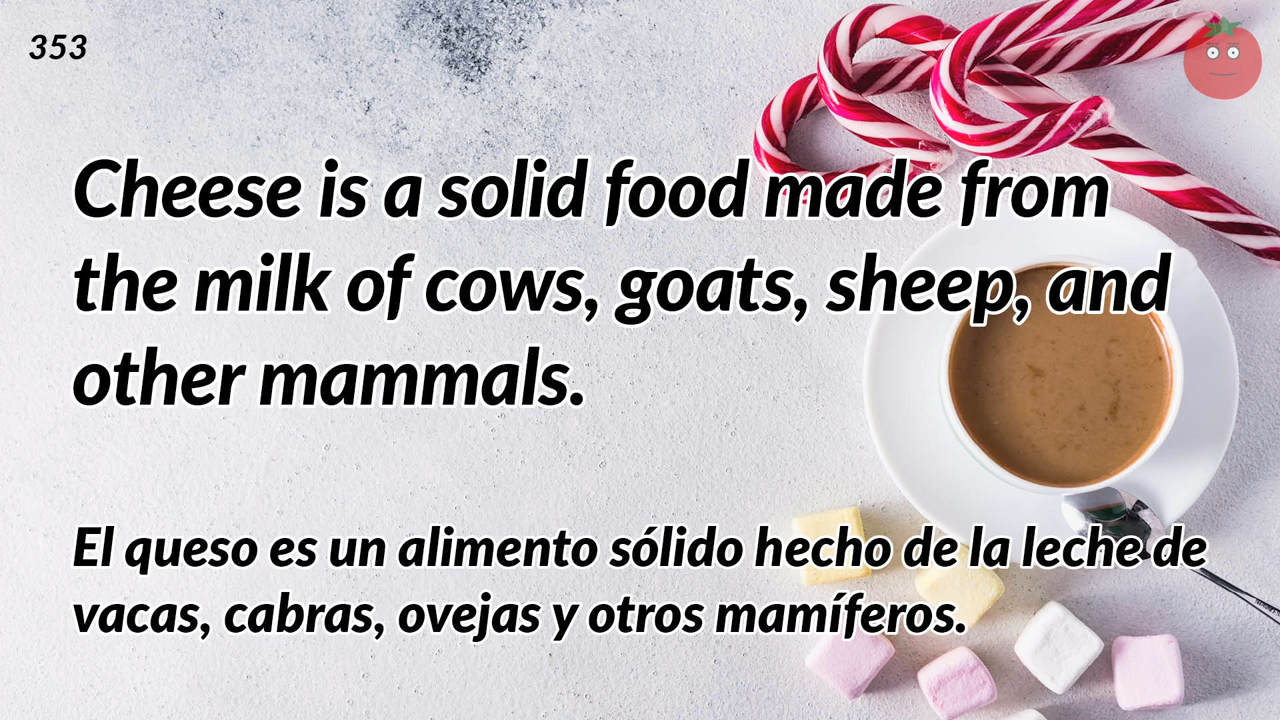 353
Cheese is a solid food made from
the milk of cows, goats, sheep, and
other mammals.
El queso es un alimento sólido hecho de la leche de
vacas, cabras, ovejas y otros mamíferos.